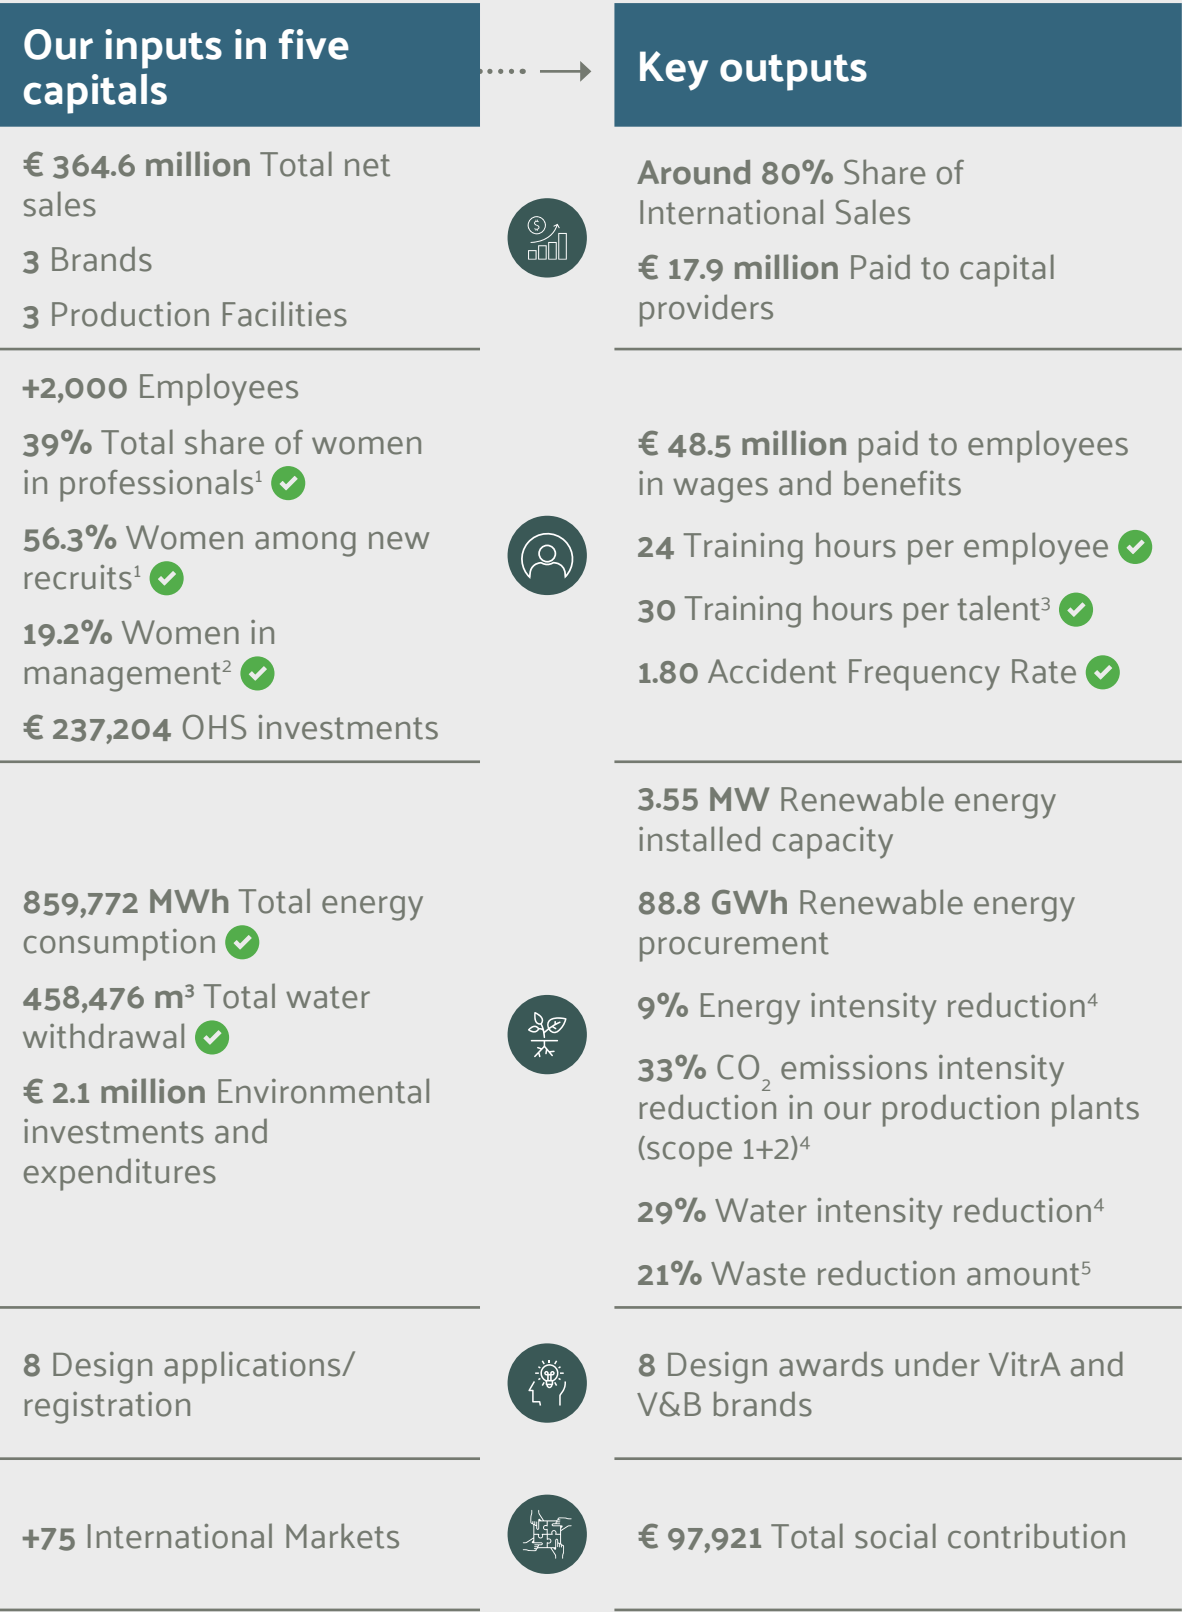 Our inputs in five
capitals
Key outputs
€ 364.6 million Total net
sales
3 Brands
3 Production Facilities
Around 80% Share of
International Sales
€ 17.9 million Paid to capital
providers
+2,000 Employees
39% Total share of women
in professionals¹
56.3% Women among new
recruits¹
19.2% Women in
management²
€ 237,204 OHS investments
€ 48.5 million paid to employees
in wages and benefits
24 Training hours per employee
30 Training hours per talent³
1.80 Accident Frequency Rate
859,772 MWh Total energy
consumption
458,476 m³ Total water
withdrawal
€ 2.1 million Environmental
investments and
expenditures
3.55 MW Renewable energy
installed capacity
88.8 GWh Renewable energy
procurement
9% Energy intensity reduction⁴
33% CO₂ emissions intensity
reduction in our production plants
(scope 1+2)⁴
29% Water intensity reduction⁴
21% Waste reduction amount⁵
8 Design applications/
registration
8 Design awards under VitrA and
V&B brands
+75 International Markets
€ 97,921 Total social contribution